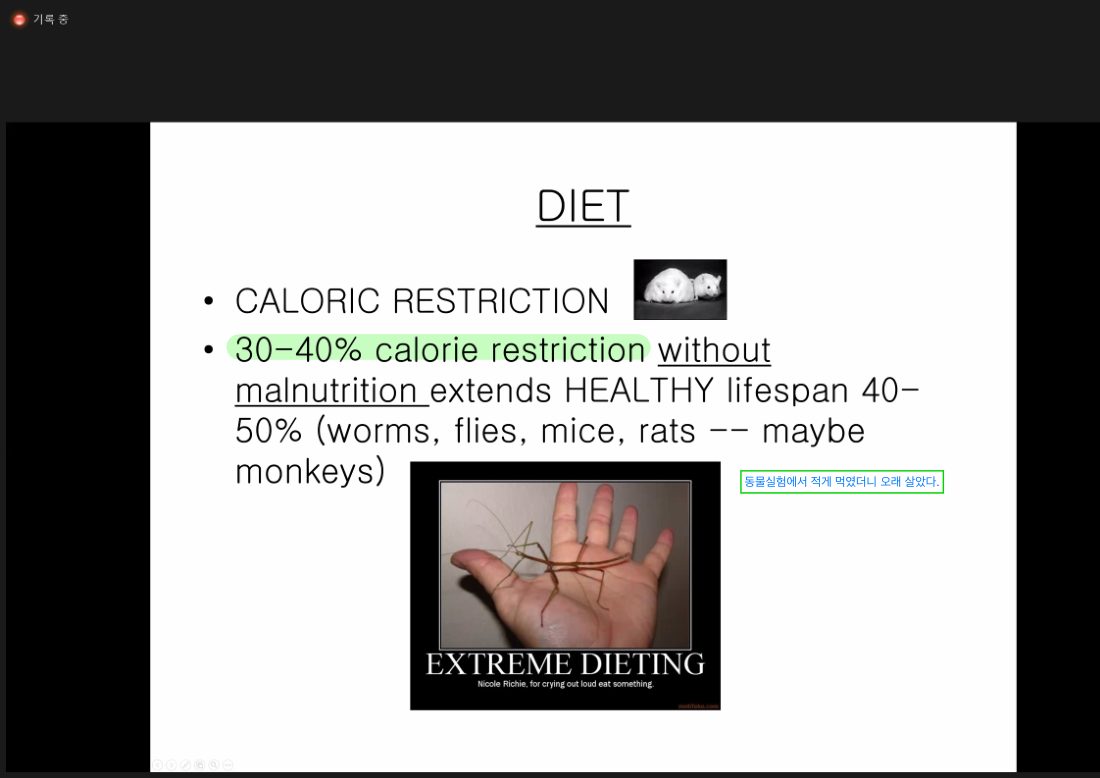 기록 중
DIET
• CALORIC RESTRICTION
• 30-40% calorie restriction without
malnutrition extends HEALTHY lifespan 40-
50% (worms, flies, mice, rats -- maybe
monkeys)
동물실험에서 적게 먹였더니 오래 살았다.
EXTREME DIETING
Nicole Richie, for crying out loud eat something.